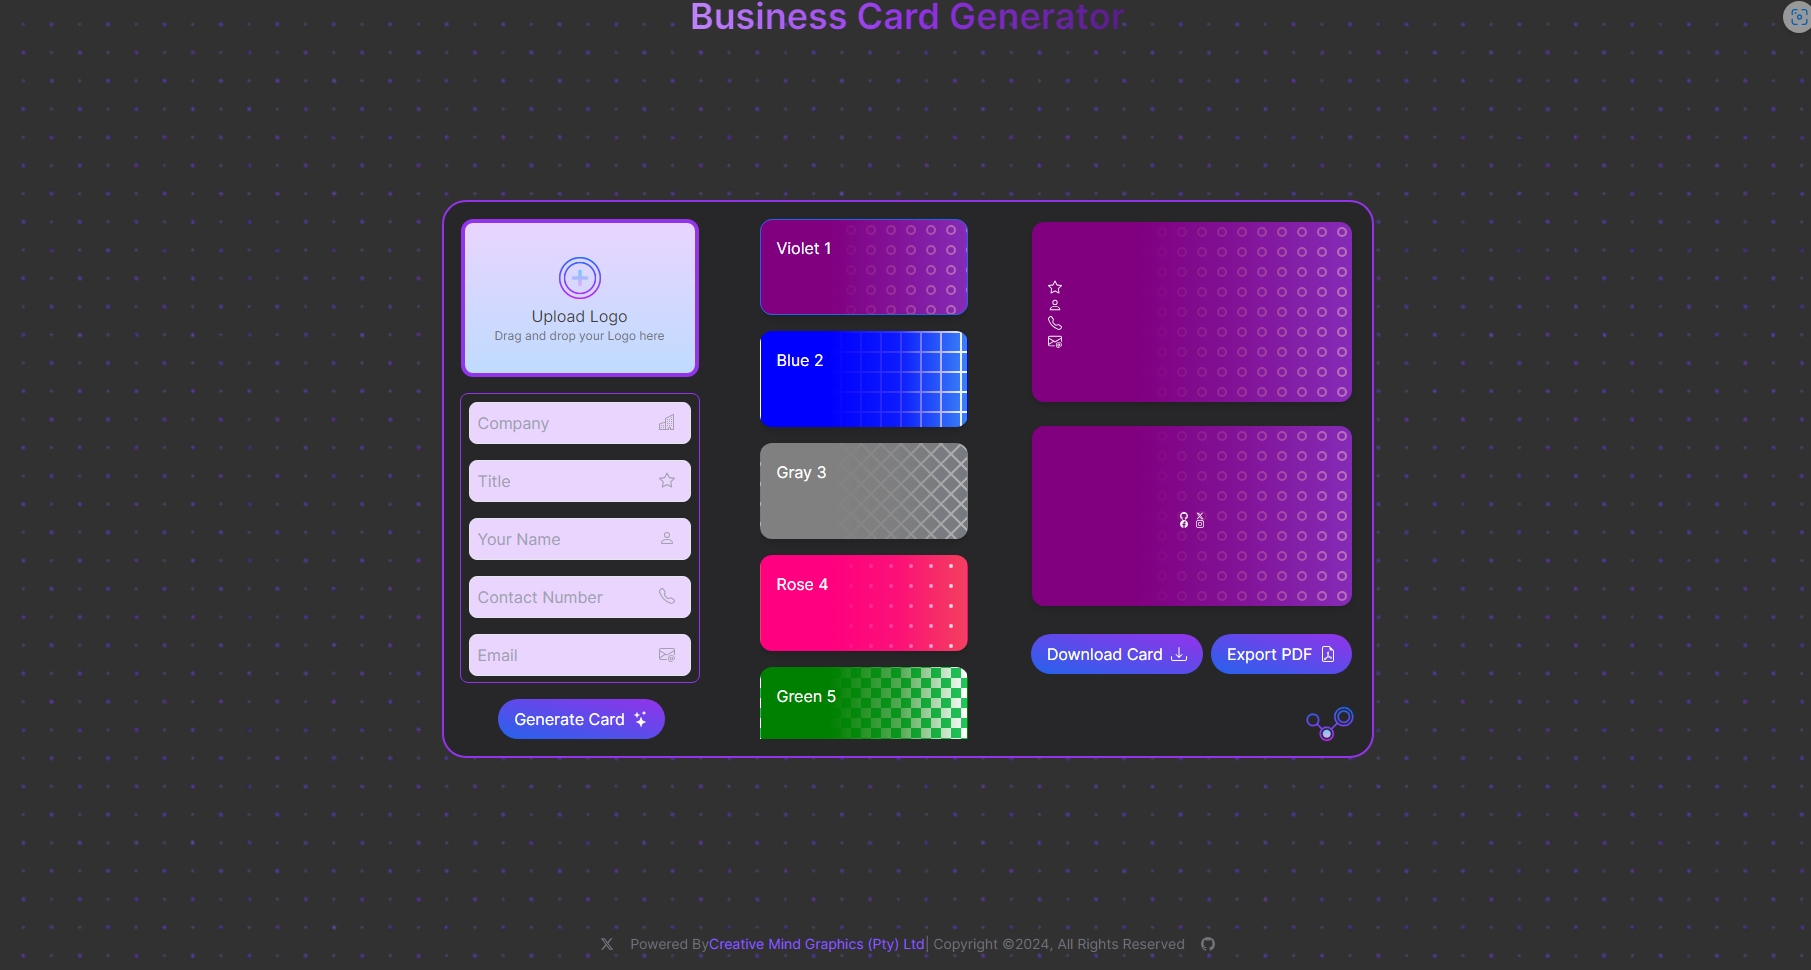 Business Card Generator
Upload Logo
Drag and drop your Logo here
Company
Title
Your Name
Contact Number
Email
Generate Card
Violet 1
Blue 2
Gray 3
Rose 4
Green 5
Download Card
Export PDF
Powered ByCreative Mind Graphics (Pty) Ltd| Copyright ©2024, All Rights Reserved